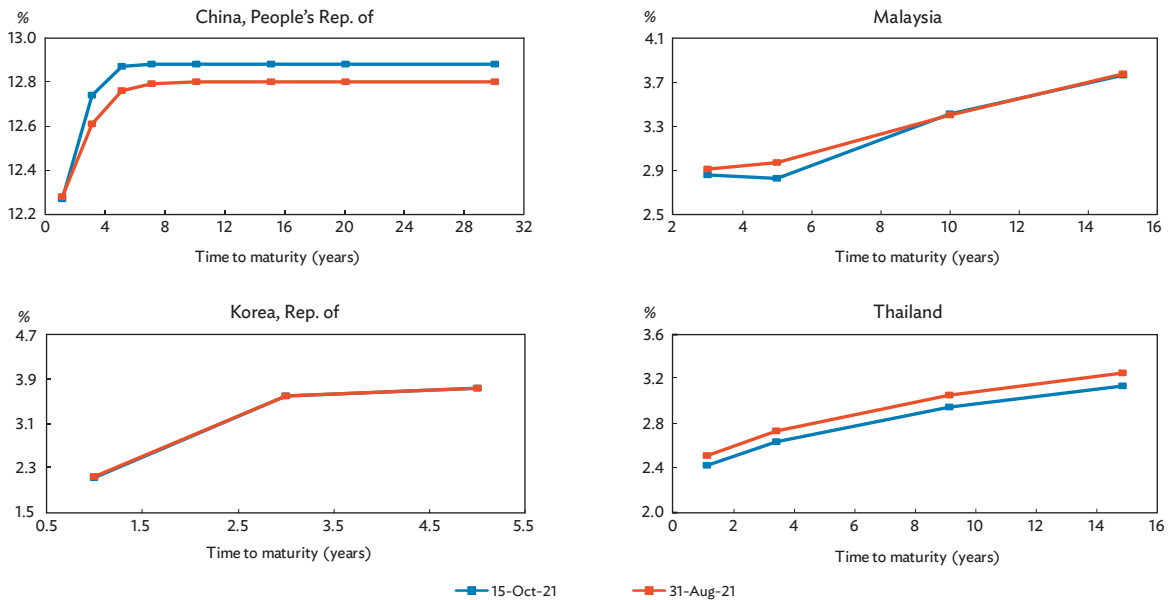 China, People's Rep. of
%
13.0
12.8
12.6
12.4
12.2
0 4 8 12 16 20 24 28 32
Time to maturity (years)
Malaysia
%
4.1
3.7
3.3
2.9
2.5
2 4 6 8 10 12 14 16
Time to maturity (years)
Korea, Rep. of
%
4.7
3.9
3.1
2.3
1.5
0.5 1.5 2.5 3.5 4.5 5.5
Time to maturity (years)
Thailand
%
3.6
3.2
2.8
2.4
2.0
0 2 4 6 8 10 12 14 16
Time to maturity (years)
15-Oct-21 31-Aug-21